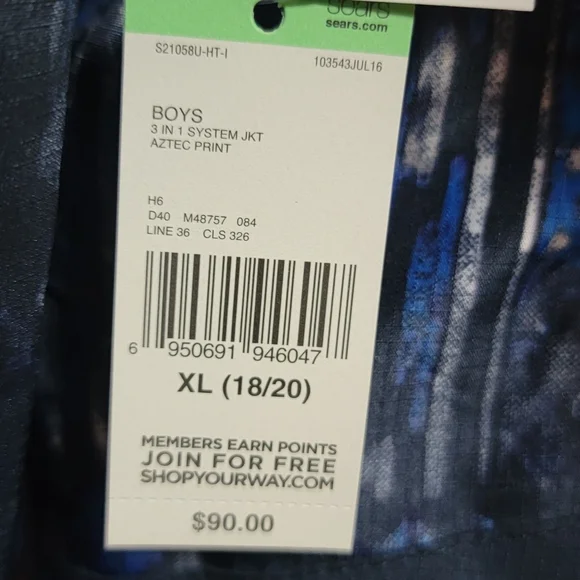 sears
sears.com
S21058U-HT-I 103543JUL16
BOYS
3 IN 1 SYSTEM JKT
AZTEC PRINT
H6
D40 M48757 084
LINE 36 CLS 326
6 950691 946047
XL (18/20)
MEMBERS EARN POINTS
JOIN FOR FREE
SHOPYOURWAY.COM
$90.00